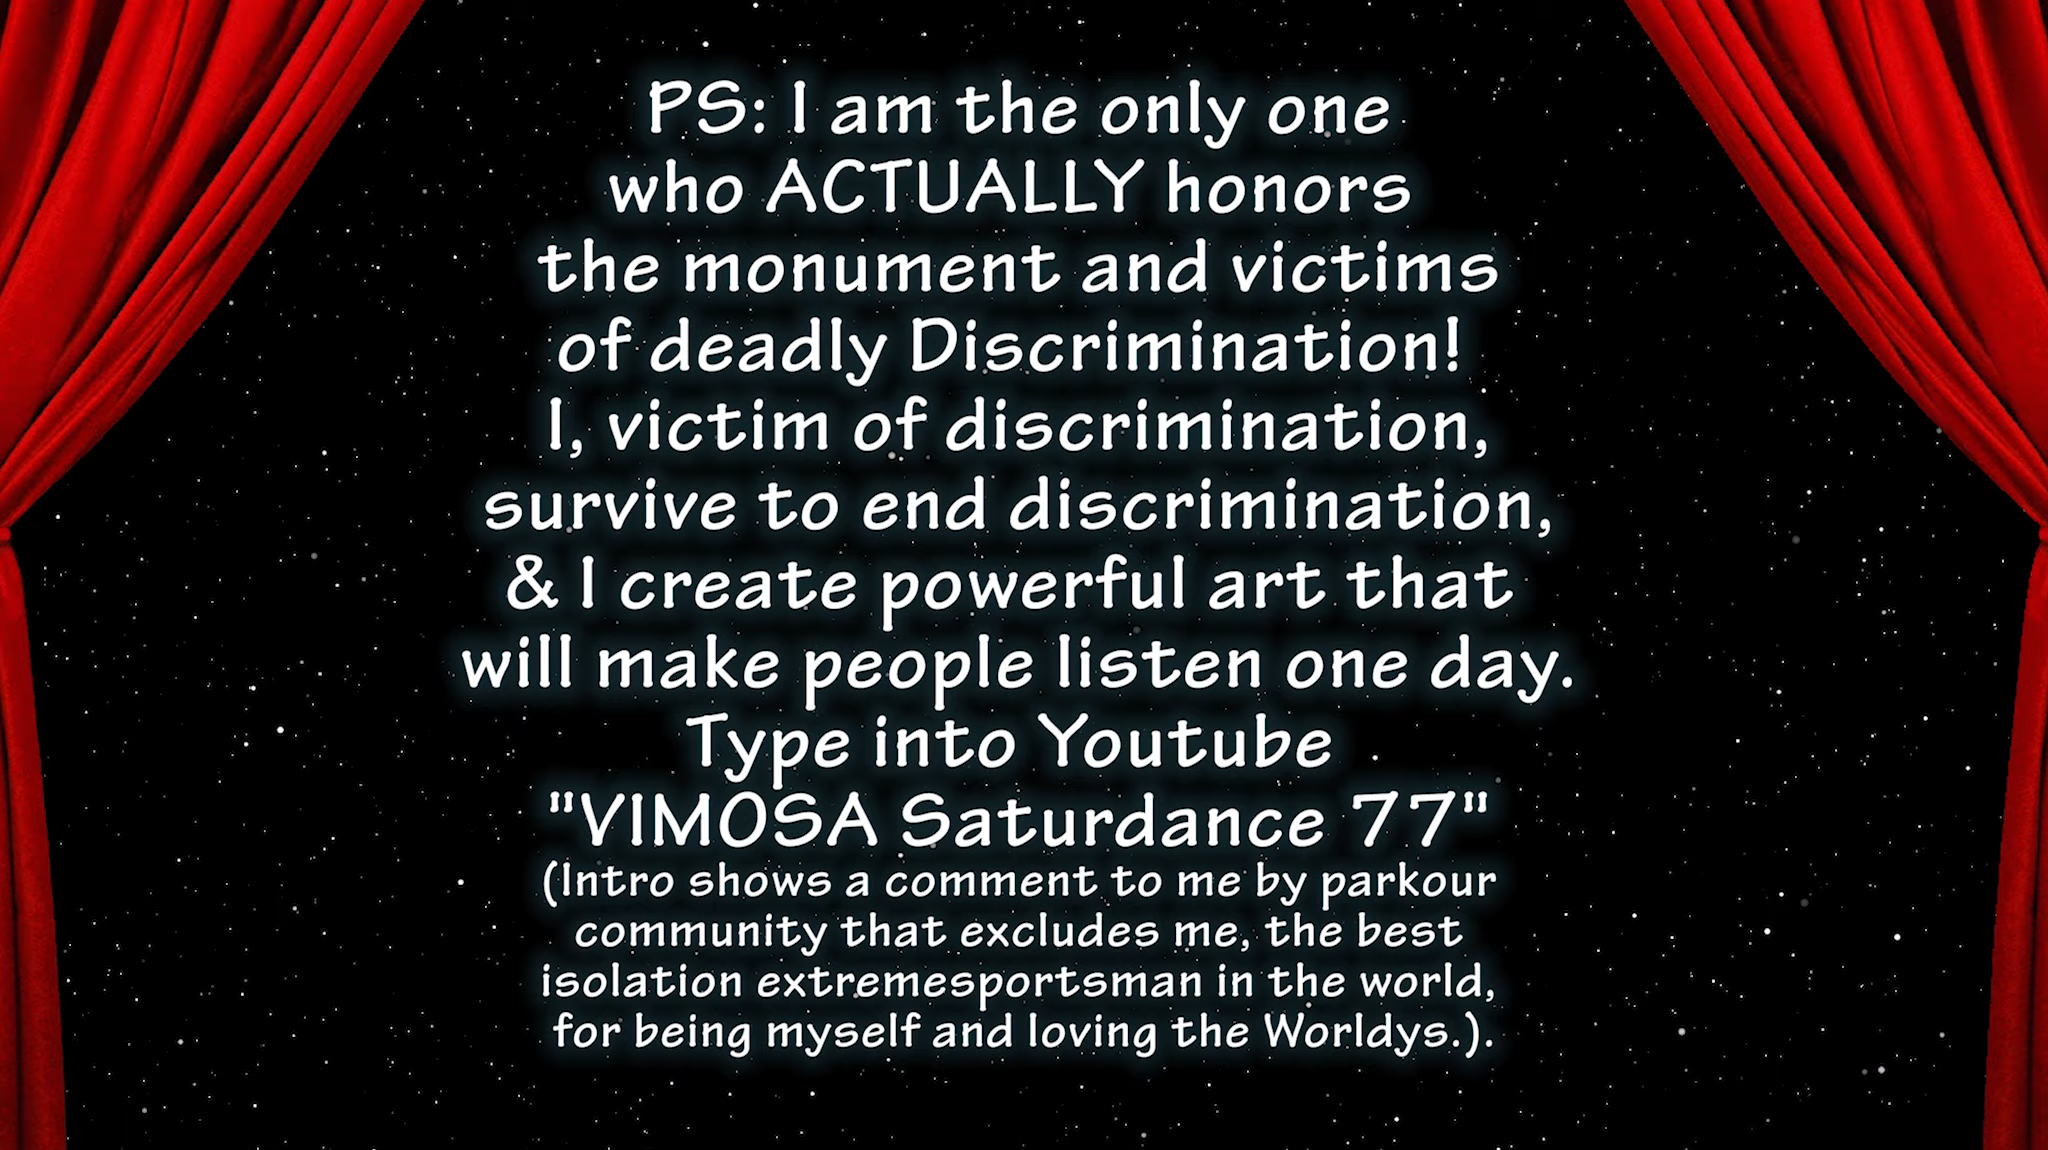 PS: I am the only one
who ACTUALLY honors
the monument and victims
of deadly Discrimination!
I, victim of discrimination,
survive to end discrimination,
& I create powerful art that
will make people listen one day.
Type into Youtube
"VIMOSA Saturdance 77"
(Intro shows a comment to me by parkour
community that excludes me, the best
isolation extremesportsman in the world,
for being myself and loving the Worldys.).